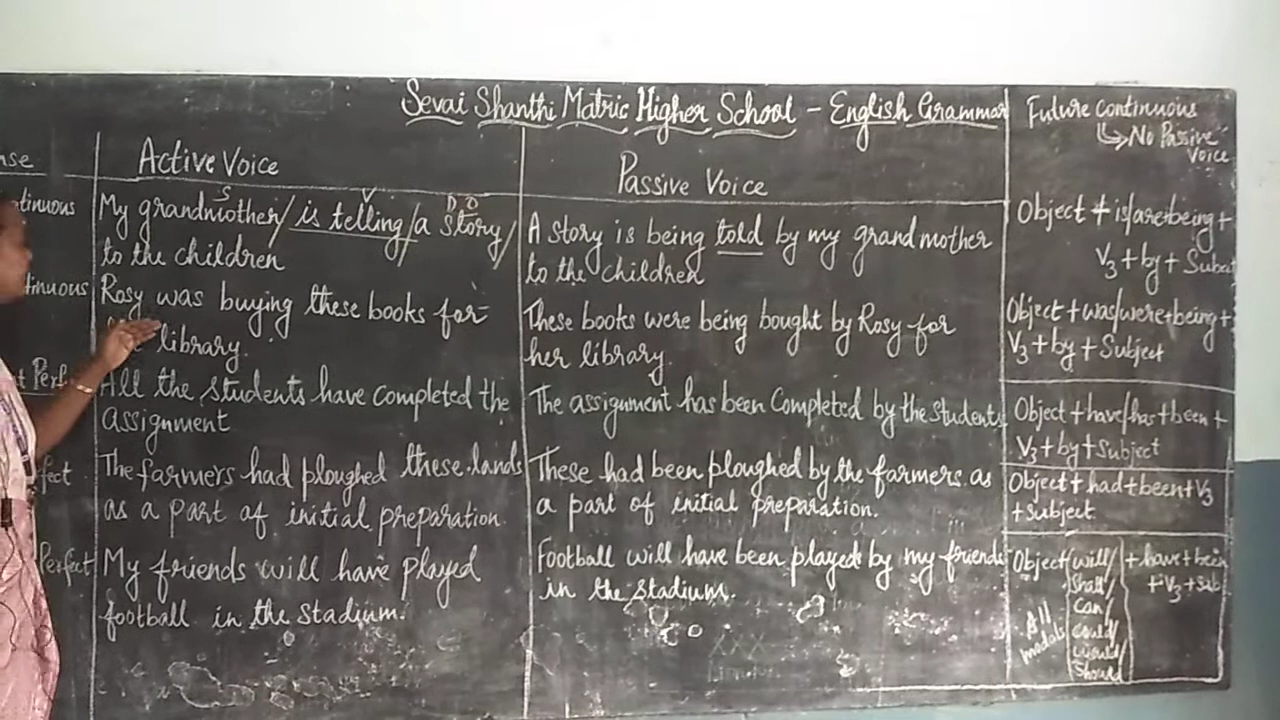 Sevai Shanthi Matric Higher School - English Grammar
Future continuous
No Passive
Voice
Active Voice
Passive Voice
S V D O
My grandmother/ is telling/a story/
to the children
A story is being told by my grandmother
to the children
Object + is/are+being+
V3+by+
Rosy was buying these books for
library.
These books were being bought by Rosy for
her library.
Object+was/were+being+
V3+by+Subject
All the students have completed the
assignment
The assignment has been Completed by the students
Object+have/has+been+
V3+by+Subject
The farmers had ploughed these lands
as a part of initial preparation.
These had been ploughed by the farmers as
a part of initial preparation.
Object+had+been+V3
+Subject
Perfect
My friends will have played
football in the stadium.
Football will have been played by my friends
in the stadium.
Object
All
modals
will/
shall/
can/
could/
would/
should
+have+been
+V3+Sub